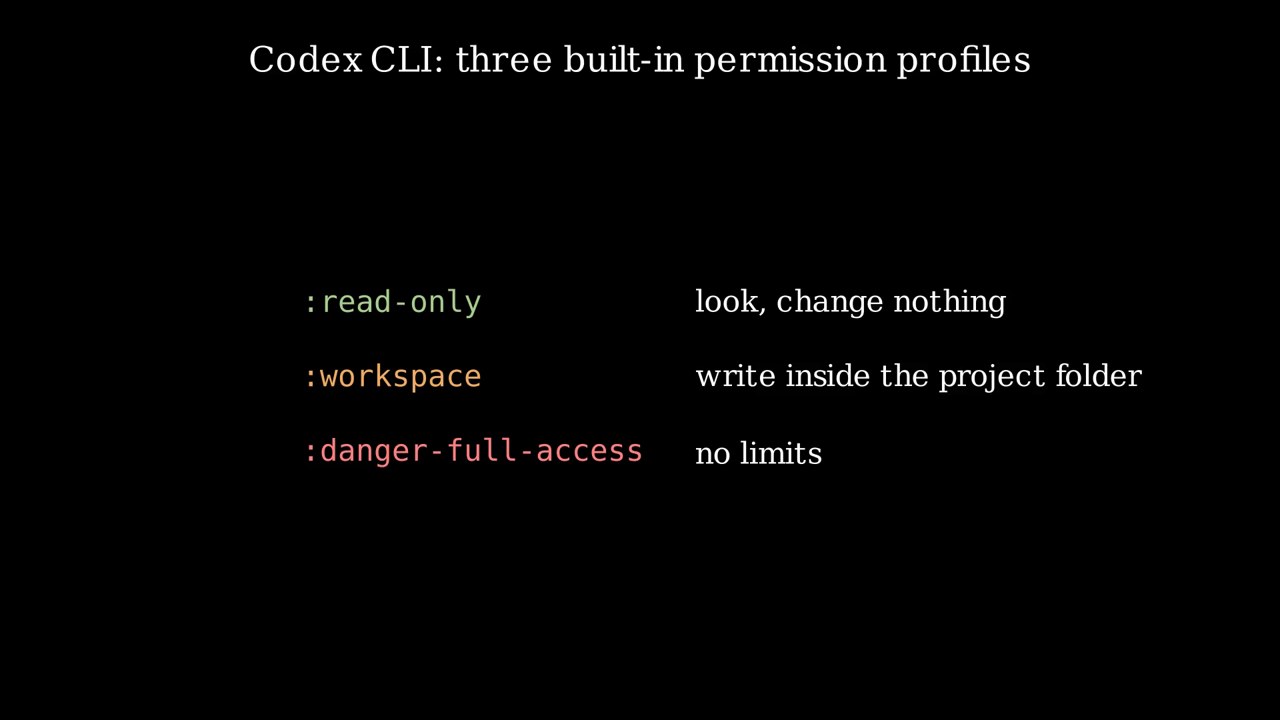 Codex CLI: three built-in permission profiles
:read-only look, change nothing
:workspace write inside the project folder
:danger-full-access no limits